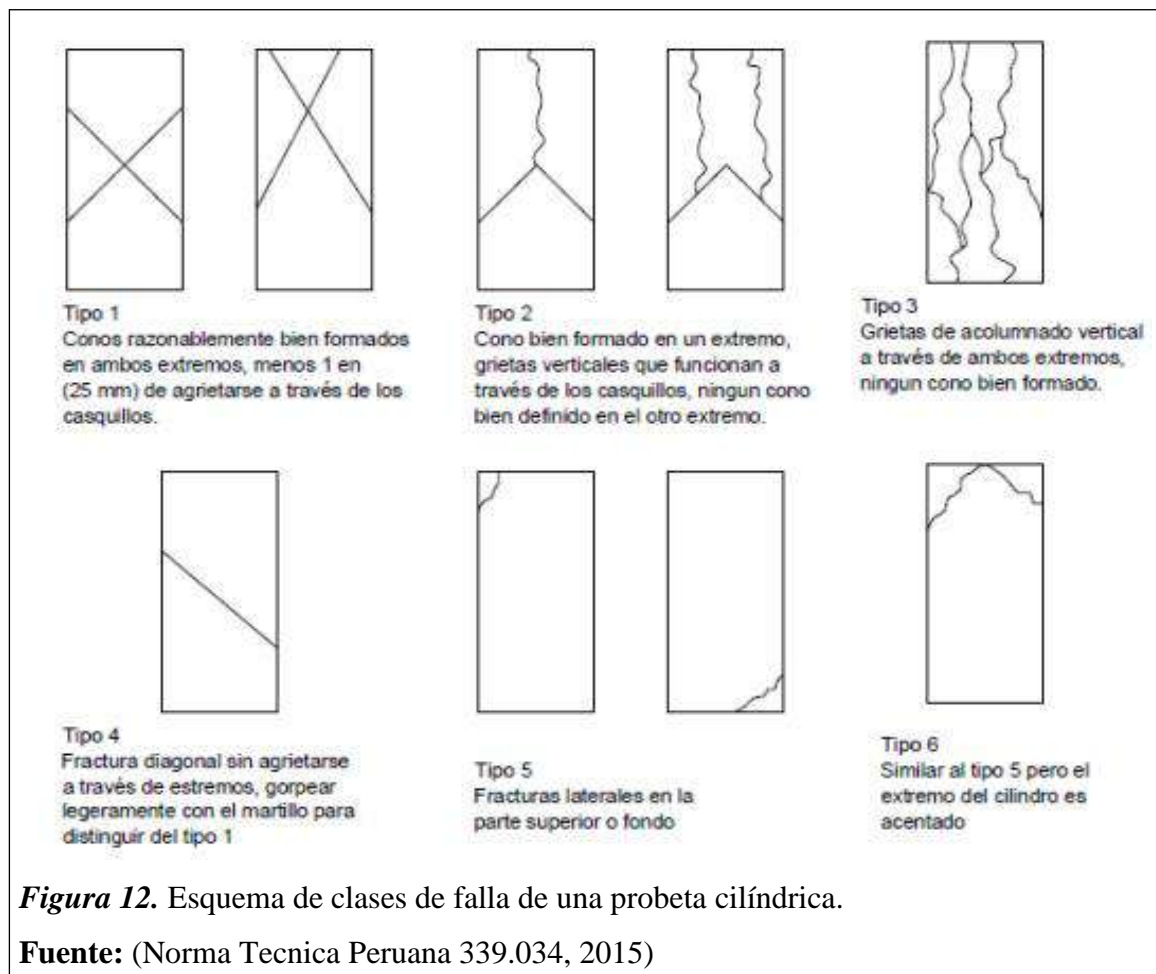 Tipo 1
Conos razonablemente bien formados
en ambos extremos, menos 1 en
(25 mm) de agrietarse a través de los
casquillos.
Tipo 2
Cono bien formado en un extremo,
grietas verticales que funcionan a
través de los casquillos, ningun cono
bien definido en el otro extremo.
Tipo 3
Grietas de acolumnado vertical
a través de ambos extremos,
ningun cono bien formado.
Tipo 4
Fractura diagonal sin agrietarse
a través de estremos, gorpear
legeramente con el martillo para
distinguir del tipo 1
Tipo 5
Fracturas laterales en la
parte superior o fondo
Tipo 6
Similar al tipo 5 pero el
extremo del cilindro es
acentado
Figura 12. Esquema de clases de falla de una probeta cilíndrica.
Fuente: (Norma Tecnica Peruana 339.034, 2015)